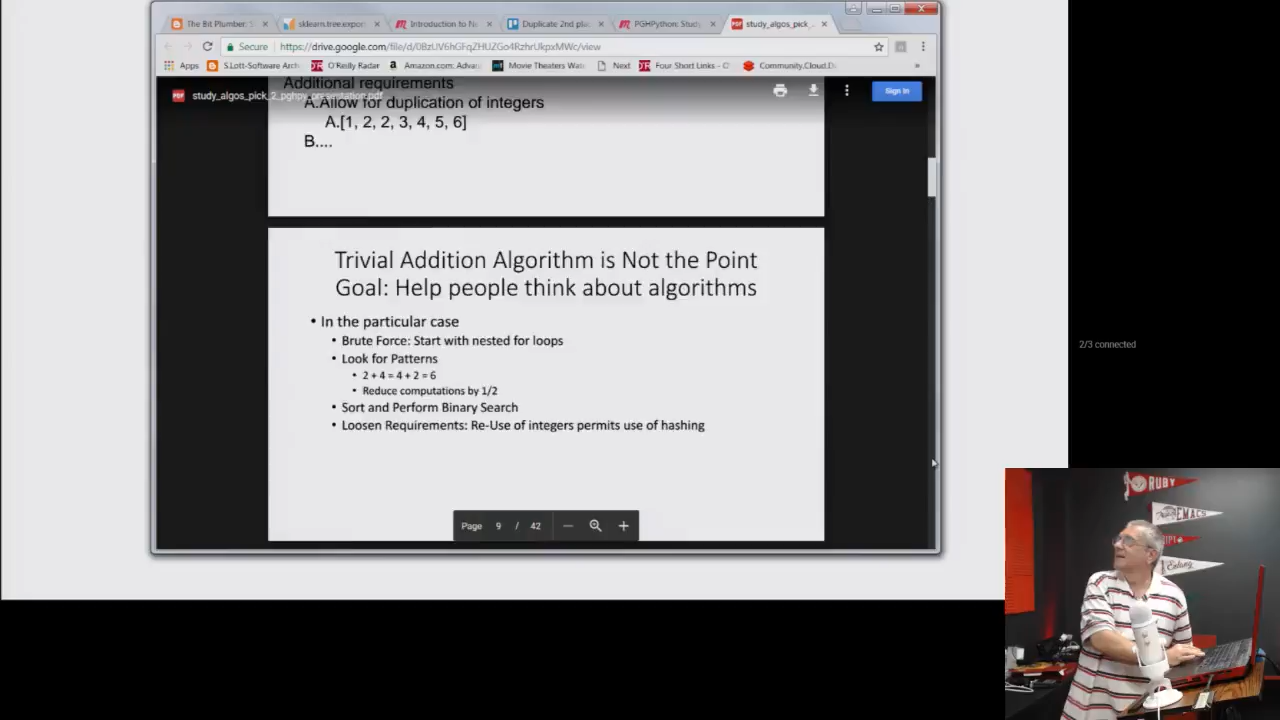 The Bit Plumber: S
sklearn.tree.export
Introduction to Ne
Duplicate 2nd pla
PGHPython: Study
study_algos_pick_
Secure
https://drive.google.com/file/d/0BzUV6hGFqZHUZGo4RzhrUkpxMWc/view
Apps
S.Lott-Software Arch
O'Reilly Radar
Amazon.com: Advan
Movie Theaters Wate
Next
Four Short Links - O
Community.Cloud.D
»
Additional requirements
study_algos_pick_2_pghpy_presentation.pdf
Sign In
A.Allow for duplication of integers
A.[1, 2, 2, 3, 4, 5, 6]
B....
Trivial Addition Algorithm is Not the Point
Goal: Help people think about algorithms
• In the particular case
• Brute Force: Start with nested for loops
• Look for Patterns
• 2 + 4 = 4 + 2 = 6
• Reduce computations by 1/2
• Sort and Perform Binary Search
• Loosen Requirements: Re-Use of integers permits use of hashing
Page 9 / 42
2/3 connected
RUBY
EMACS
Erlang